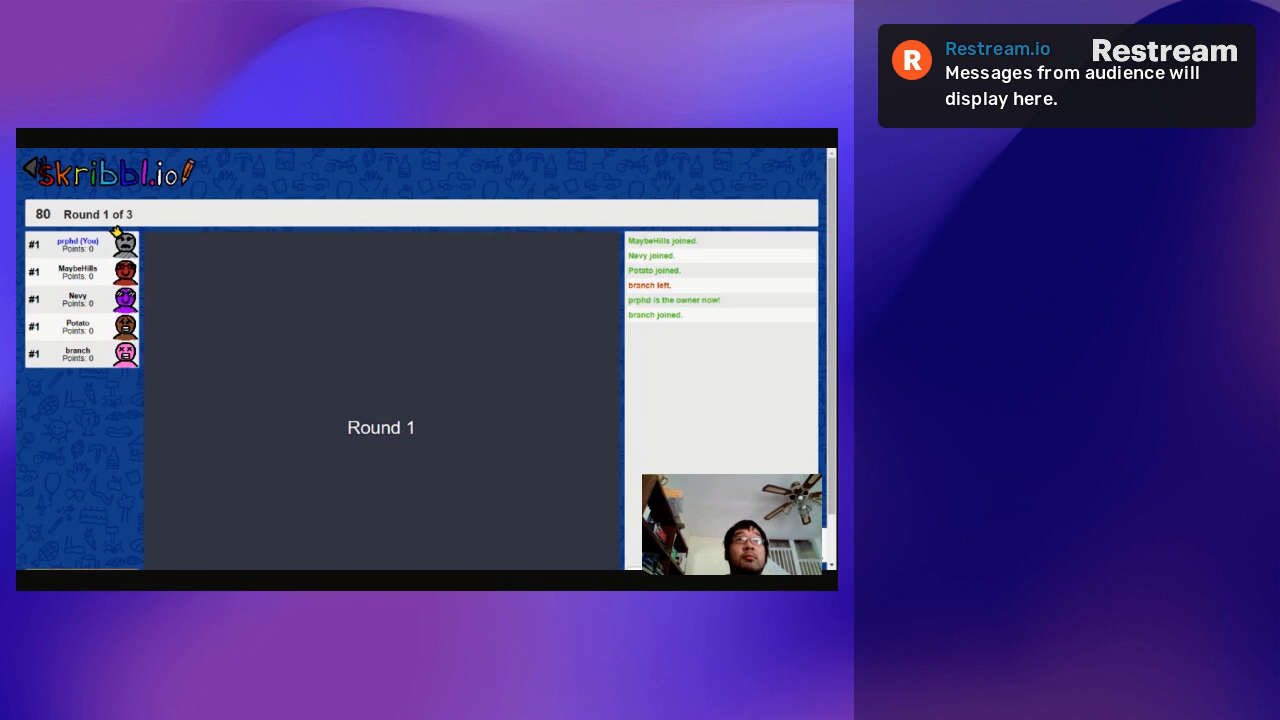 Restream.io
Restream
Messages from audience will
display here.
skribbl.io
80 Round 1 of 3
#1 prphd (You)
Points: 0
#1 MaybeHills
Points: 0
#1 Nevy
Points: 0
#1 Potato
Points: 0
#1 branch
Points: 0
Round 1
MaybeHills joined.
Nevy joined.
Potato joined.
branch left.
prphd is the owner now!
branch joined.